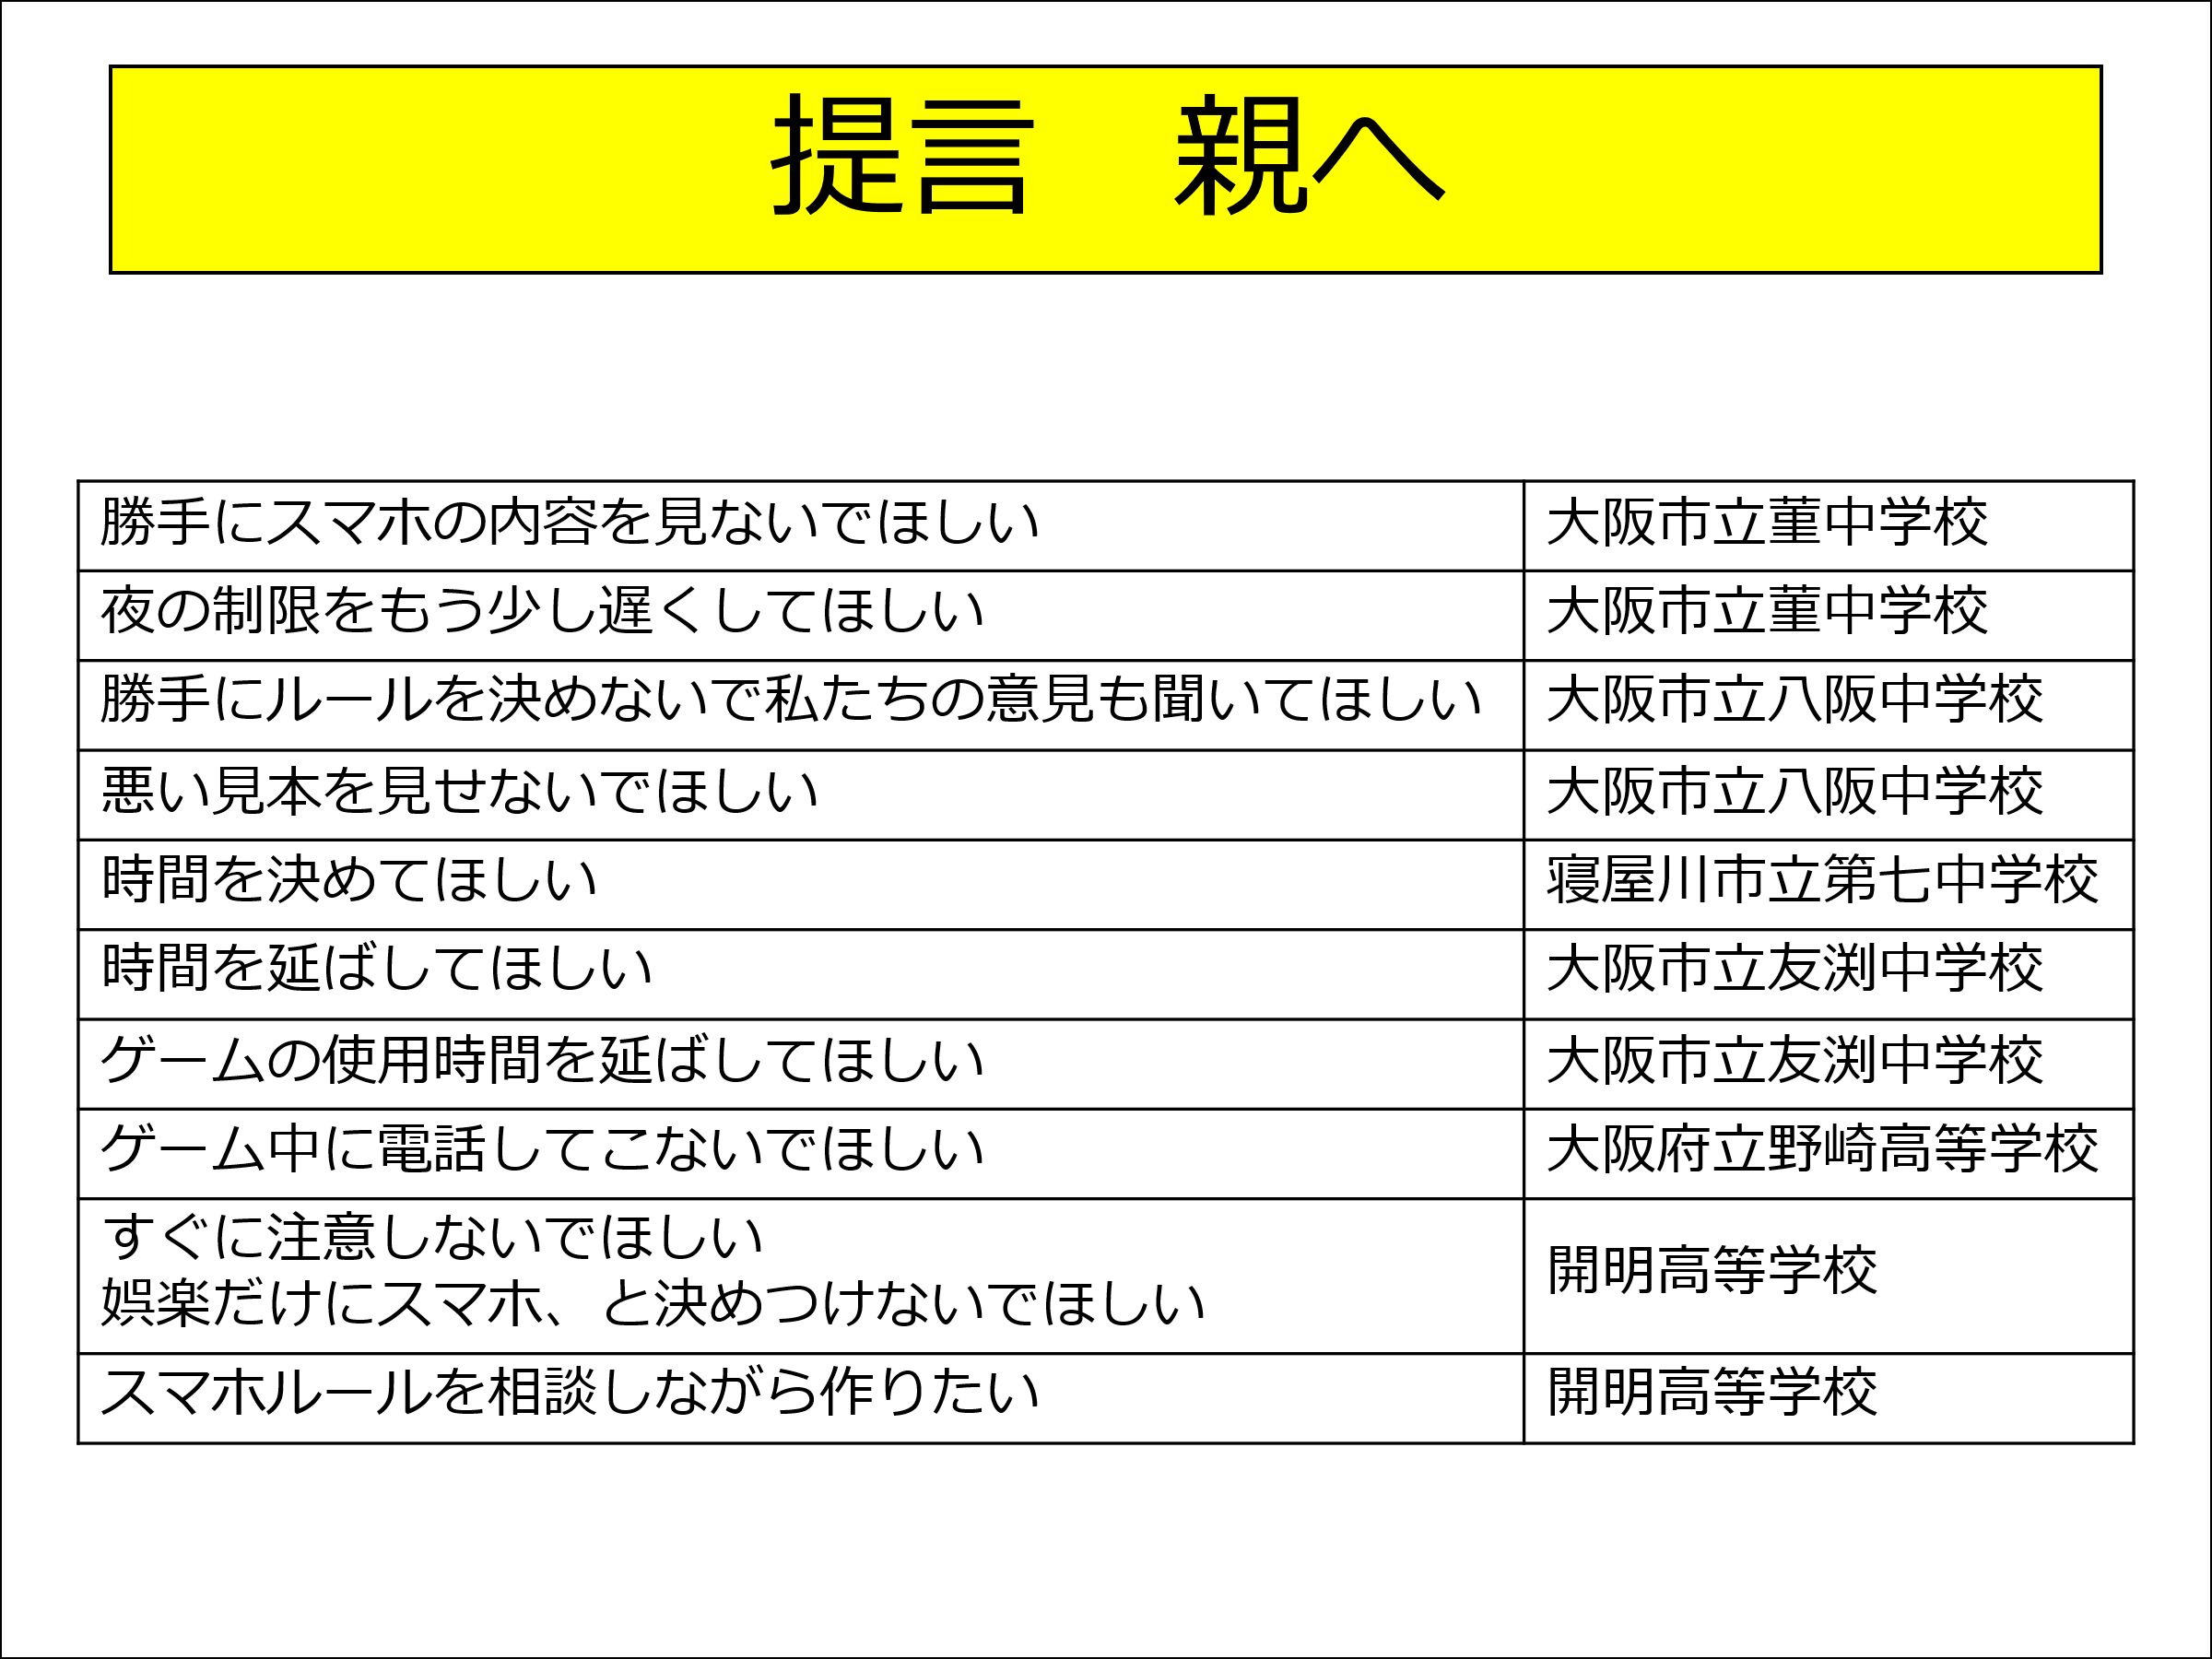 提言　親へ
勝手にスマホの内容を見ないでほしい　大阪市立菫中学校
夜の制限をもう少し遅くしてほしい　大阪市立菫中学校
勝手にルールを決めないで私たちの意見も聞いてほしい　大阪市立八阪中学校
悪い見本を見せないでほしい　大阪市立八阪中学校
時間を決めてほしい　寝屋川市立第七中学校
時間を延ばしてほしい　大阪市立友渕中学校
ゲームの使用時間を延ばしてほしい　大阪市立友渕中学校
ゲーム中に電話してこないでほしい　大阪府立野崎高等学校
すぐに注意しないでほしい
娯楽だけにスマホ、と決めつけないでほしい　開明高等学校
スマホルールを相談しながら作りたい　開明高等学校